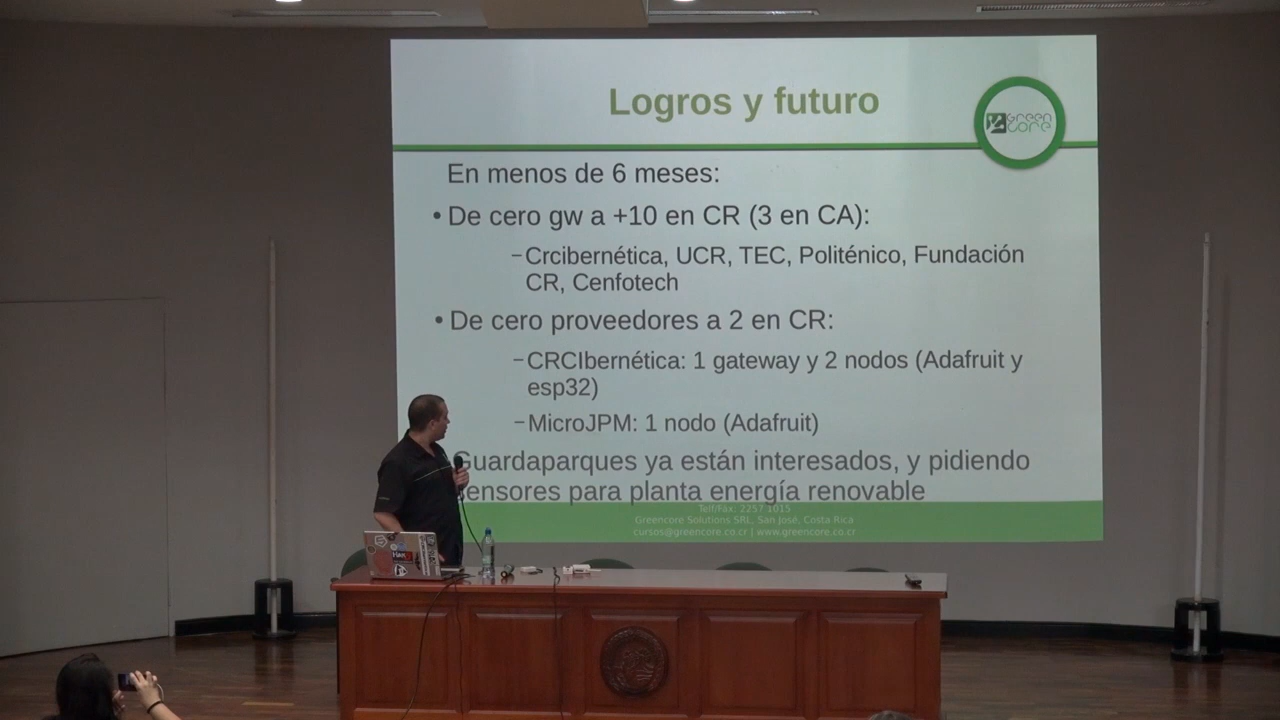 Logros y futuro
GREEN
core
En menos de 6 meses:
• De cero gw a +10 en CR (3 en CA):
–Crcibernética, UCR, TEC, Politénico, Fundación
CR, Cenfotech
• De cero proveedores a 2 en CR:
–CRCIbernética: 1 gateway y 2 nodos (Adafruit y
esp32)
–MicroJPM: 1 nodo (Adafruit)
Guardaparques ya están interesados, y pidiendo
ensores para planta energía renovable
Telf/Fax: 2257 1015
Greencore Solutions SRL, San José, Costa Rica
cursos@greencore.co.cr | www.greencore.co.cr